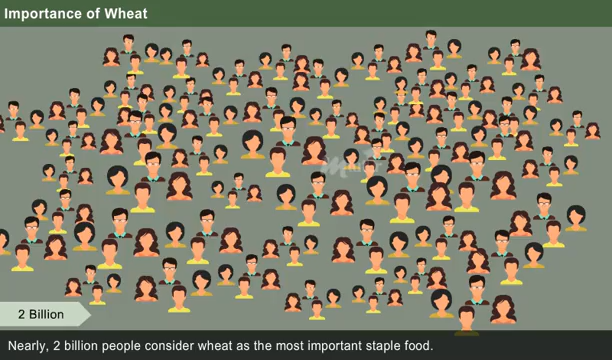 Importance of Wheat
2 Billion
Nearly, 2 billion people consider wheat as the most important staple food.